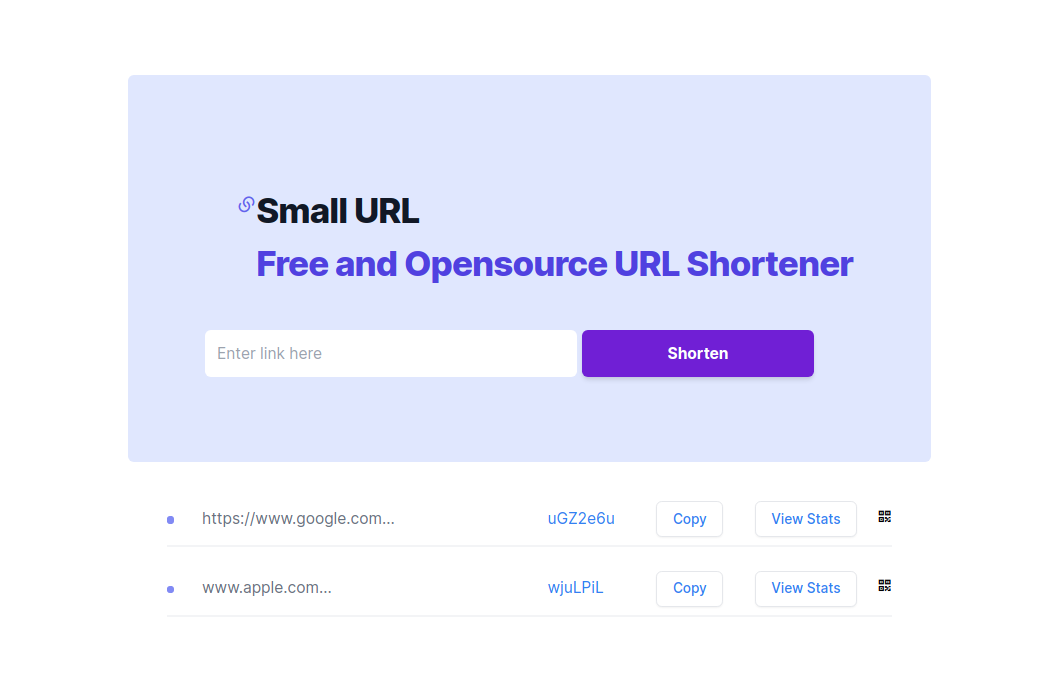 Small URL
Free and Opensource URL Shortener
Enter link here
Shorten
https://www.google.com...
uGZ2e6u
Copy
View Stats
www.apple.com...
wjuLPiL
Copy
View Stats